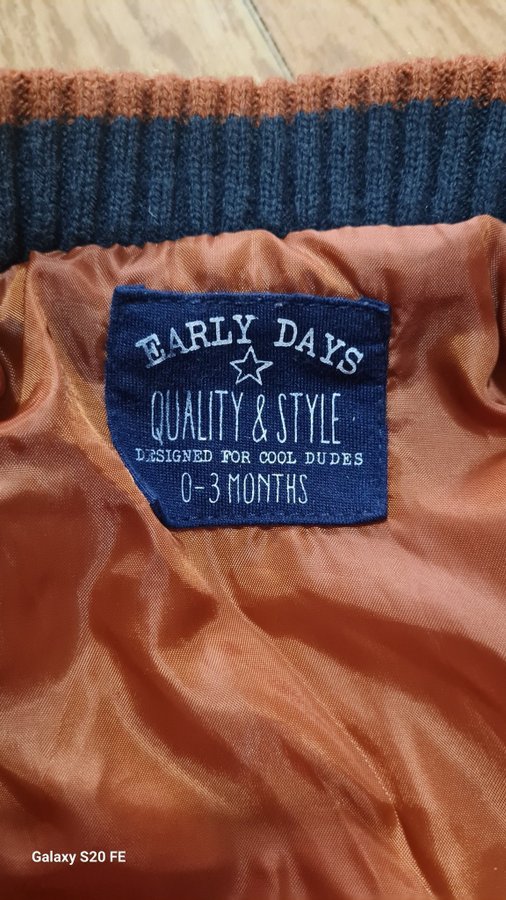 EARLY DAYS
QUALITY & STYLE
DESIGNED FOR COOL DUDES
0-3 MONTHS
Galaxy S20 FE